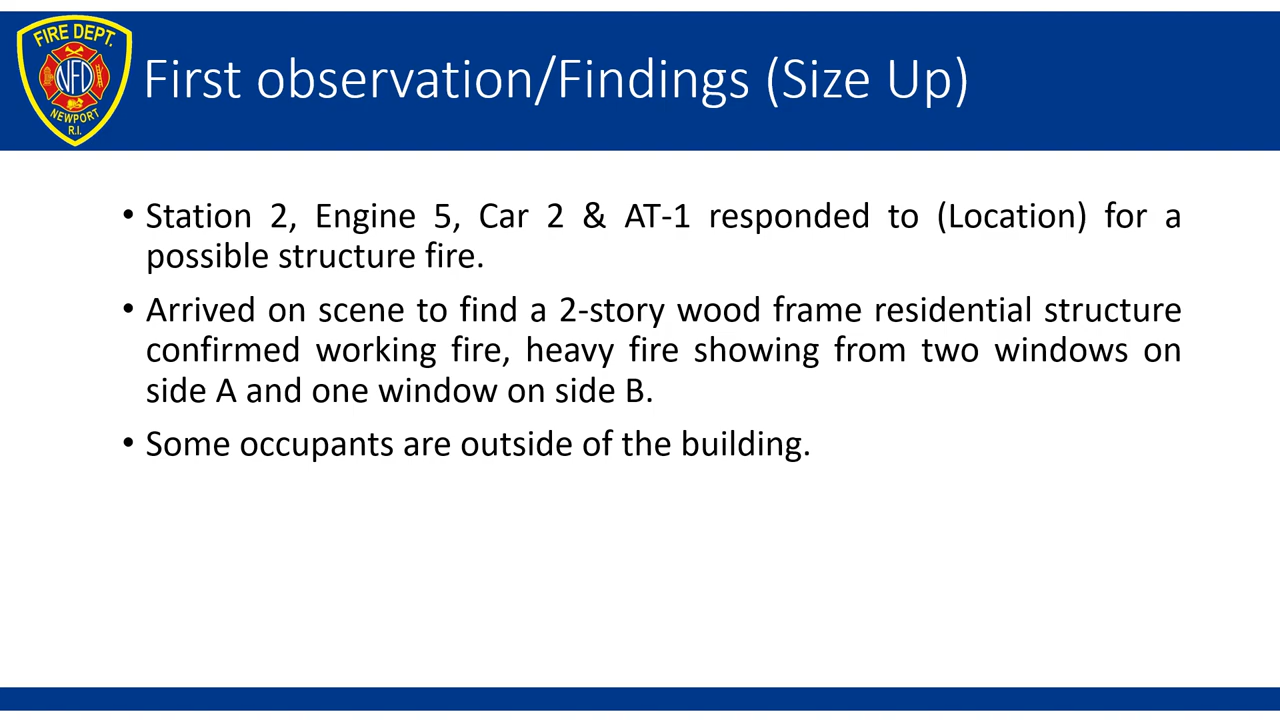 FIRE DEPT.
NFD
NEWPORT
R.I.
First observation/Findings (Size Up)
• Station 2, Engine 5, Car 2 & AT-1 responded to (Location) for a
possible structure fire.
• Arrived on scene to find a 2-story wood frame residential structure
confirmed working fire, heavy fire showing from two windows on
side A and one window on side B.
• Some occupants are outside of the building.